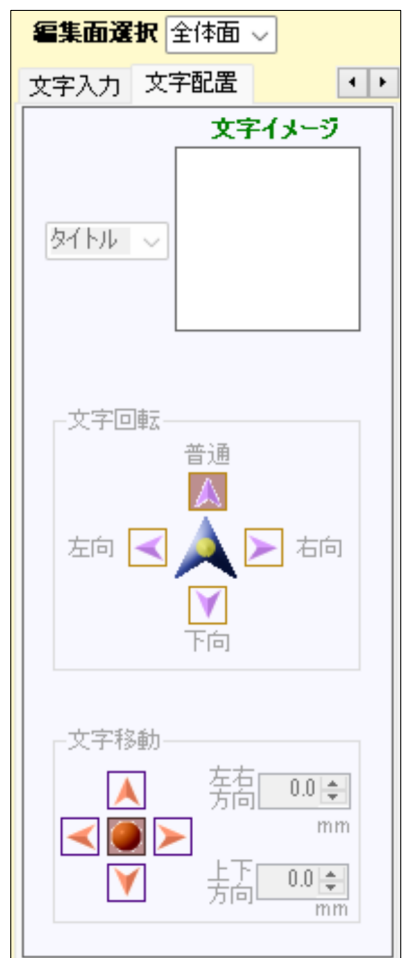 編集面選択 全体面
文字入力 文字配置
文字イメージ
タイトル
文字回転
普通
左向 右向
下向
文字移動
左右
方向 0.0
mm
上下
方向 0.0
mm